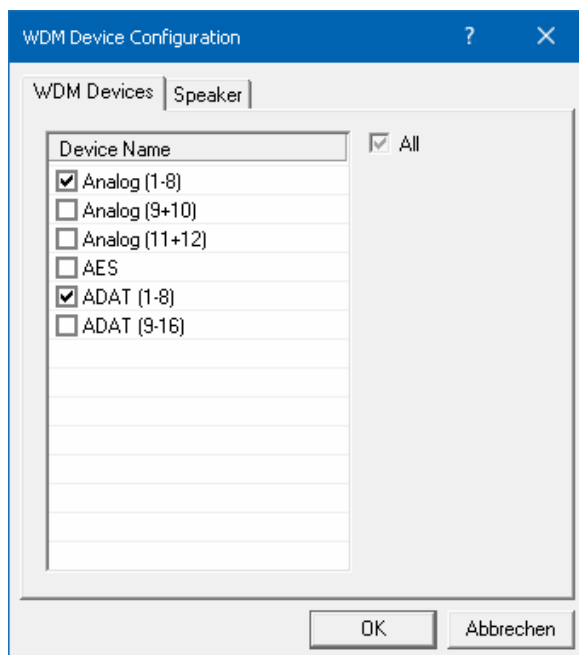 WDM Device Configuration
WDM Devices Speaker
Device Name
All
Analog (1-8)
Analog (9+10)
Analog (11+12)
AES
ADAT (1-8)
ADAT (9-16)
OK Abbrechen